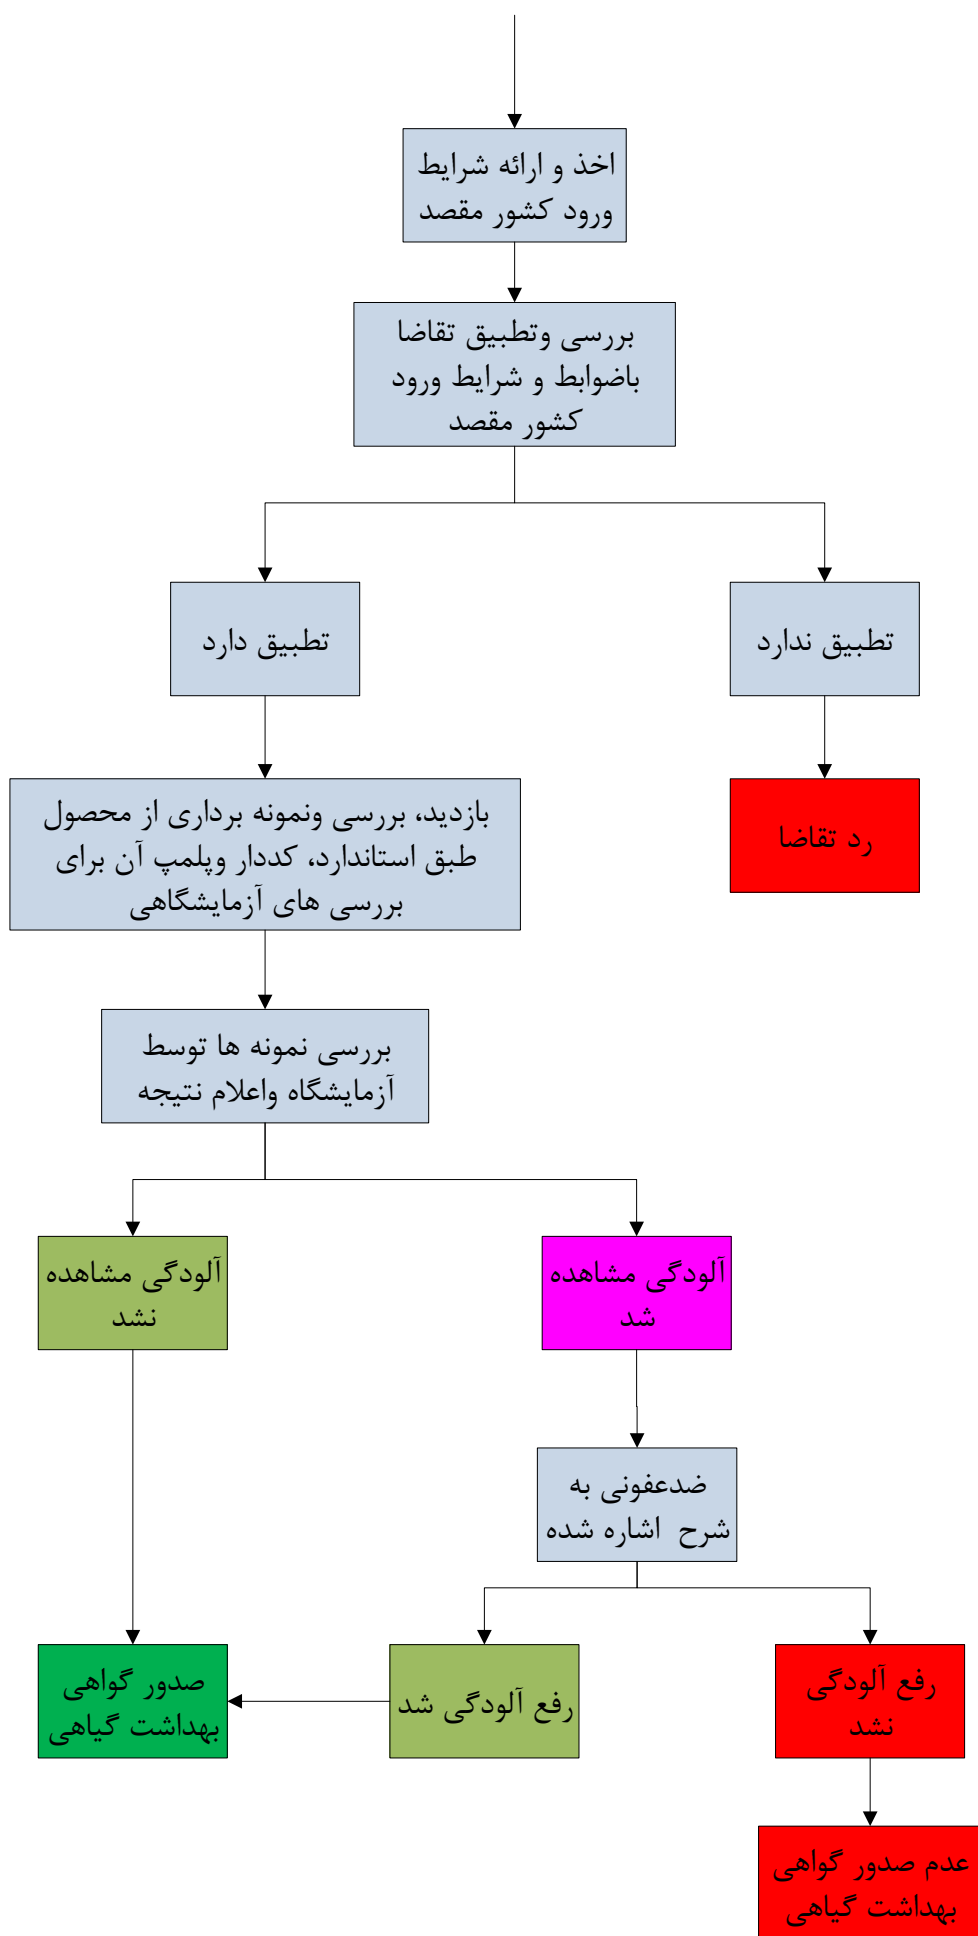 اخذ و ارائه شرایط
ورود کشور مقصد
بررسی وتطبیق تقاضا
باضوابط و شرایط ورود
کشور مقصد
تطبیق ندارد
تطبیق دارد
رد تقاضا
بازدید، بررسی ونمونه برداری از محصول
طبق استاندارد، کددار وپلمپ آن برای
بررسی های آزمایشگاهی
بررسی نمونه ها توسط
آزمایشگاه واعلام نتیجه
آلودگی مشاهده
شد
آلودگی مشاهده
نشد
ضدعفونی به
شرح اشاره شده
رفع آلودگی
نشد
رفع آلودگی شد
صدور گواهی
بهداشت گیاهی
عدم صدور گواهی
بهداشت گیاهی